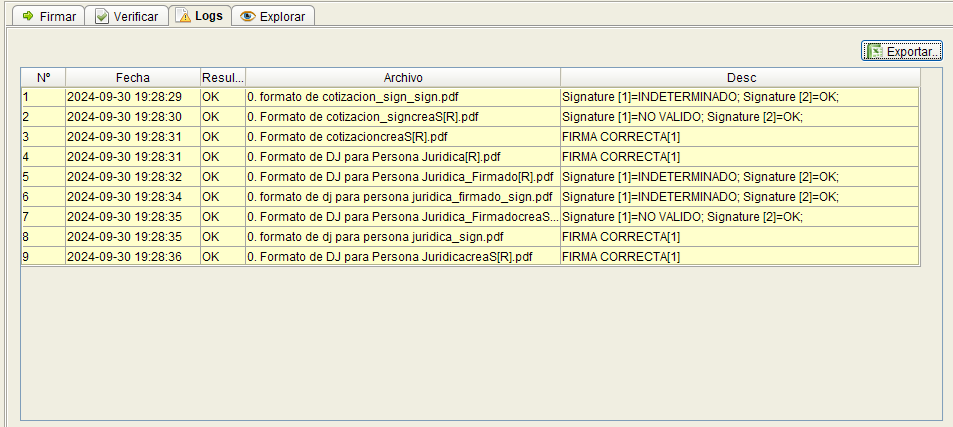 Firmar Verificar Logs Explorar
Exportar..
Nº Fecha Resul... Archivo Desc
1 2024-09-30 19:28:29 OK 0. formato de cotizacion_sign_sign.pdf Signature [1]=INDETERMINADO; Signature [2]=OK;
2 2024-09-30 19:28:30 OK 0. Formato de cotizacion_signcreaS[R].pdf Signature [1]=NO VALIDO; Signature [2]=OK;
3 2024-09-30 19:28:31 OK 0. Formato de cotizacioncreaS[R].pdf FIRMA CORRECTA[1]
4 2024-09-30 19:28:31 OK 0. Formato de DJ para Persona Juridica[R].pdf FIRMA CORRECTA[1]
5 2024-09-30 19:28:32 OK 0. Formato de DJ para Persona Juridica_Firmado[R].pdf Signature [1]=INDETERMINADO; Signature [2]=OK;
6 2024-09-30 19:28:34 OK 0. formato de dj para persona juridica_firmado_sign.pdf Signature [1]=INDETERMINADO; Signature [2]=OK;
7 2024-09-30 19:28:35 OK 0. Formato de DJ para Persona Juridica_FirmadocreaS... Signature [1]=NO VALIDO; Signature [2]=OK;
8 2024-09-30 19:28:35 OK 0. formato de dj para persona juridica_sign.pdf FIRMA CORRECTA[1]
9 2024-09-30 19:28:36 OK 0. Formato de DJ para Persona JuridicacreaS[R].pdf FIRMA CORRECTA[1]